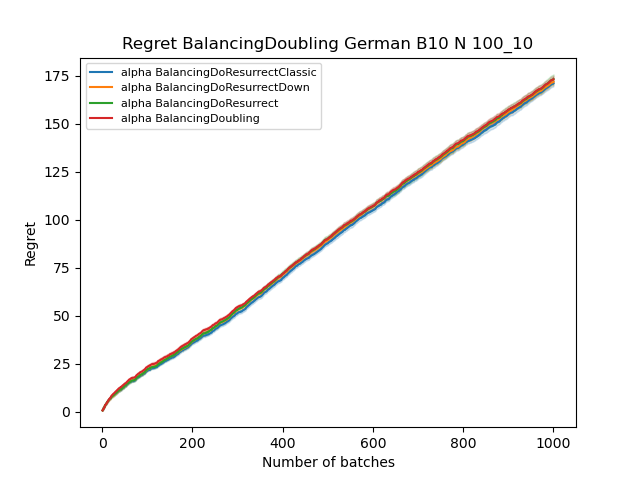 Regret BalancingDoubling German B10 N 100_10
alpha BalancingDoResurrectClassic
alpha BalancingDoResurrectDown
alpha BalancingDoResurrect
alpha BalancingDoubling
175
150
125
100
75
50
25
0
Regret
0 200 400 600 800 1000
Number of batches